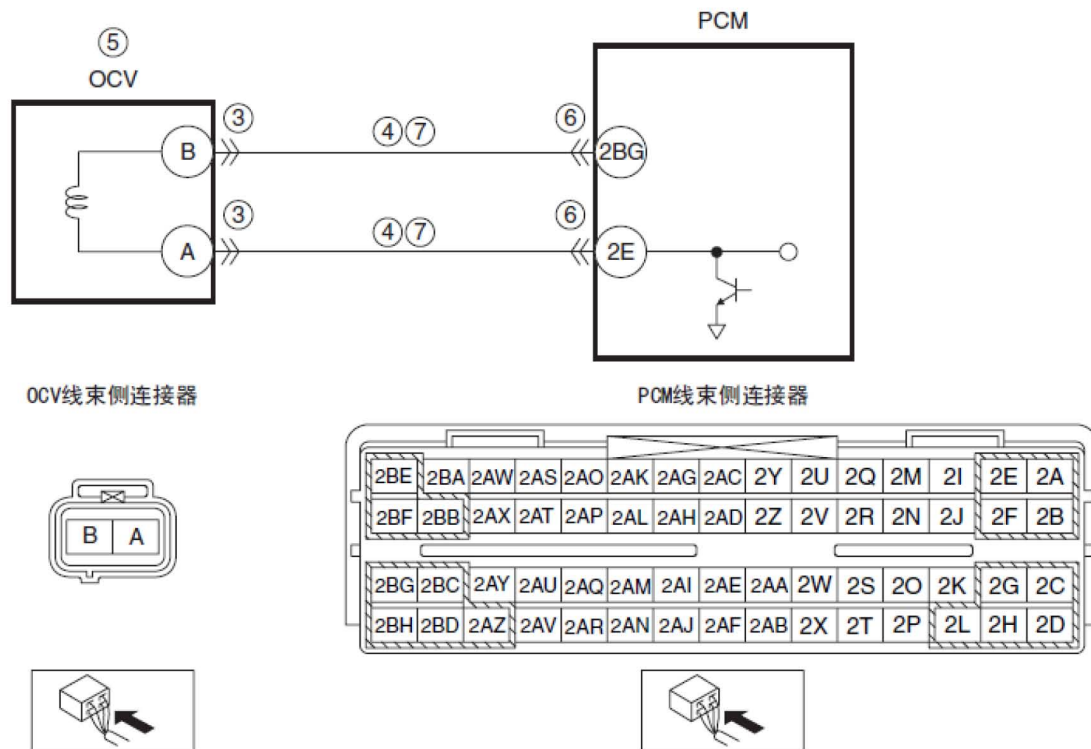 PCM
⑤
OCV
③
④⑦
⑥
B
2BG
③
④⑦
⑥
A
2E
OCV线束侧连接器
PCM线束侧连接器
2BE 2BA 2AW 2AS 2AO 2AK 2AG 2AC 2Y 2U 2Q 2M 2I 2E 2A
2BF 2BB 2AX 2AT 2AP 2AL 2AH 2AD 2Z 2V 2R 2N 2J 2F 2B
B A
2BG 2BC 2AY 2AU 2AQ 2AM 2AI 2AE 2AA 2W 2S 2O 2K 2G 2C
2BH 2BD 2AZ 2AV 2AR 2AN 2AJ 2AF 2AB 2X 2T 2P 2L 2H 2D